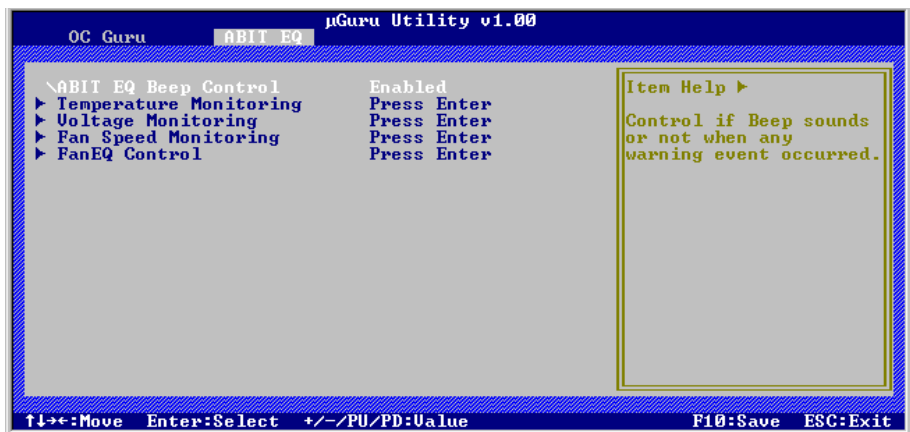 µGuru Utility v1.00
OC Guru ABIT EQ
\ABIT EQ Beep Control Enabled
► Temperature Monitoring Press Enter
► Voltage Monitoring Press Enter
► Fan Speed Monitoring Press Enter
► FanEQ Control Press Enter
Item Help ►
Control if Beep sounds
or not when any
warning event occurred.
↑↓→←:Move Enter:Select +/-/PU/PD:Value F10:Save ESC:Exit